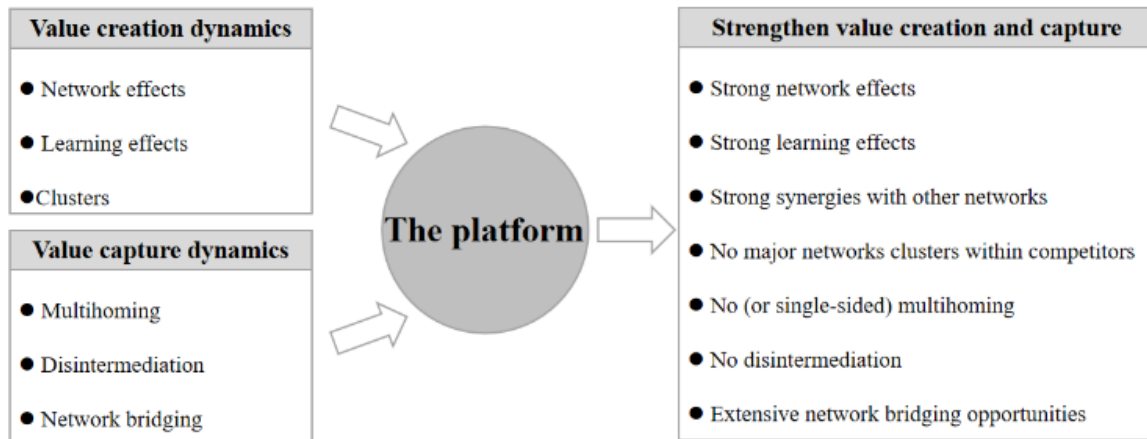 Value creation dynamics
● Network effects
● Learning effects
●Clusters
Value capture dynamics
● Multihoming
● Disintermediation
● Network bridging
The platform
Strengthen value creation and capture
● Strong network effects
● Strong learning effects
● Strong synergies with other networks
● No major networks clusters within competitors
● No (or single-sided) multihoming
● No disintermediation
● Extensive network bridging opportunities